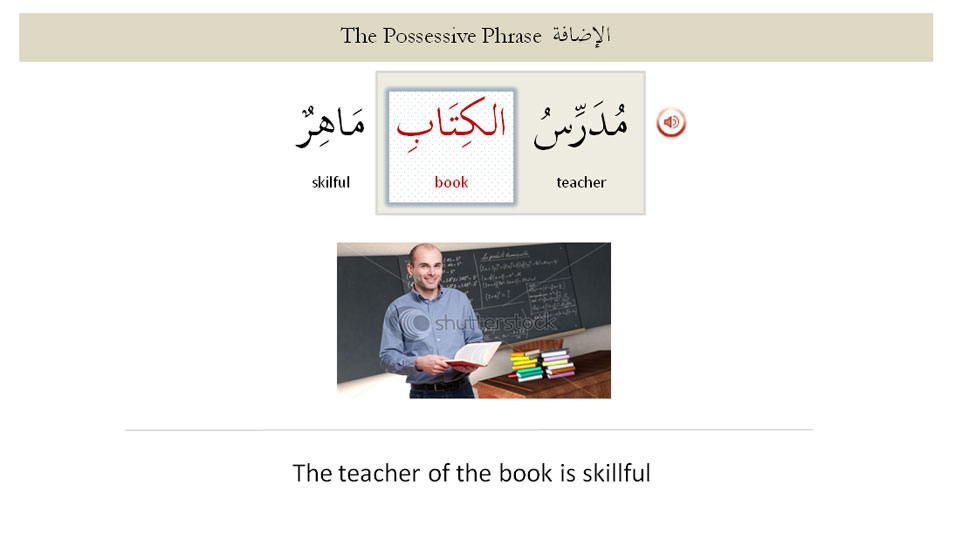 The Possessive Phrase الإضافة
مُدَرِّسُ الكِتَابِ مَاهِرٌ
skilful book teacher
shutterstock
The teacher of the book is skillful